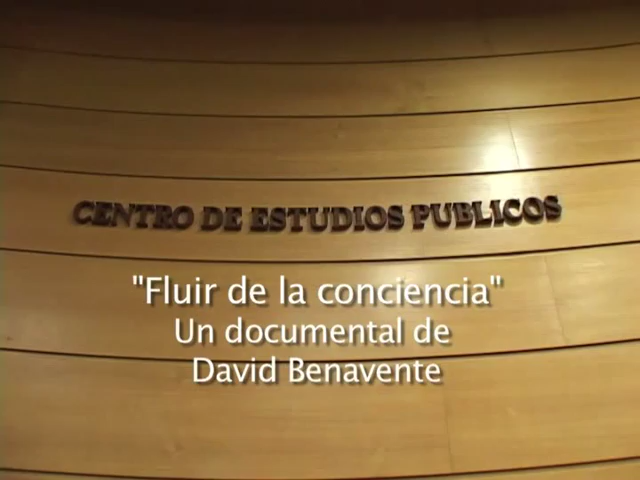 CENTRO DE ESTUDIOS PUBLICOS
"Fluir de la conciencia"
Un documental de
David Benavente